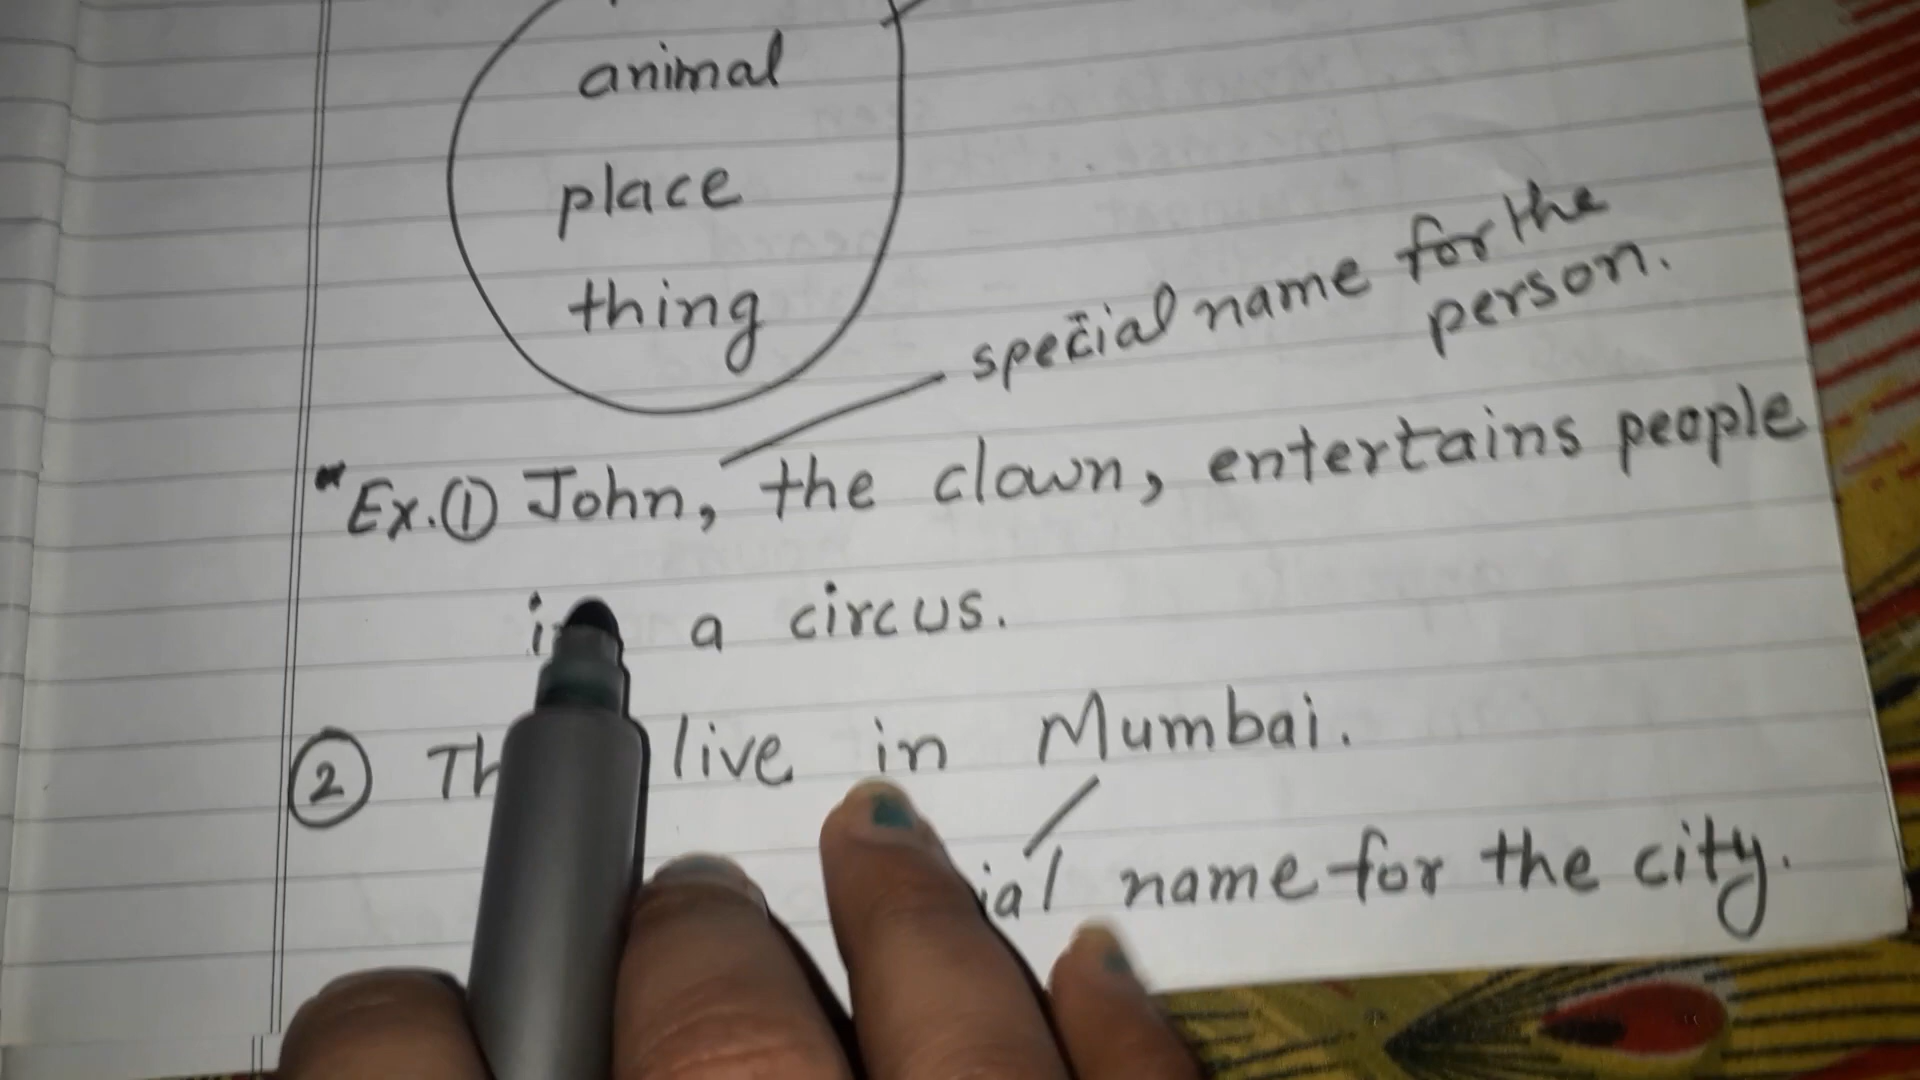 animal
place
thing
special name for the
person.
Ex. ① John, the clown, entertains people
a circus.
② live in Mumbai.
name for the city.